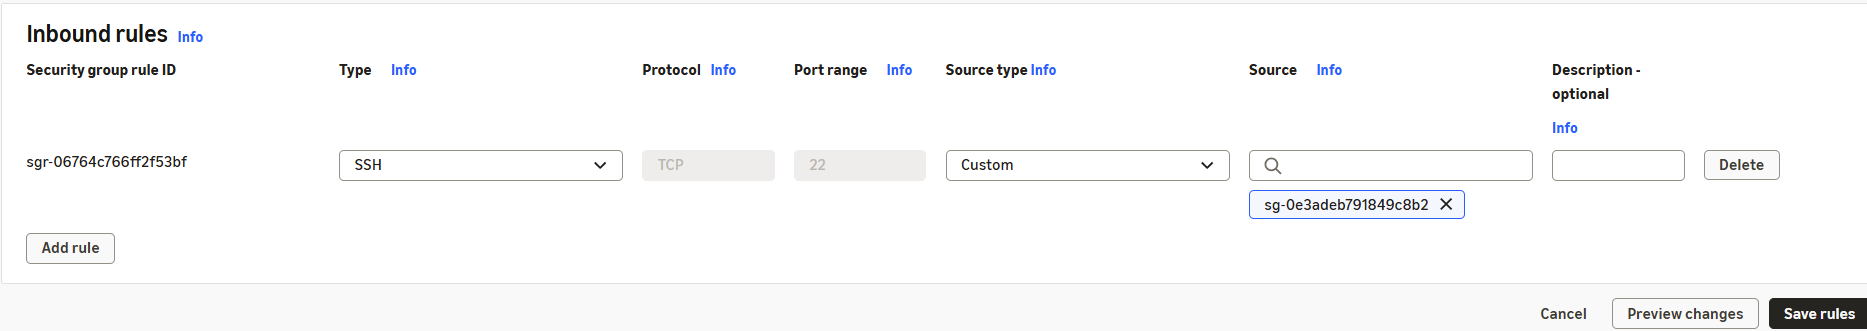 Inbound rules Info
Security group rule ID Type Info Protocol Info Port range Info Source type Info Source Info Description -
optional
Info
sgr-06764c766ff2f53bf SSH TCP 22 Custom Delete
sg-0e3adeb791849c8b2
Add rule
Cancel Preview changes Save rules